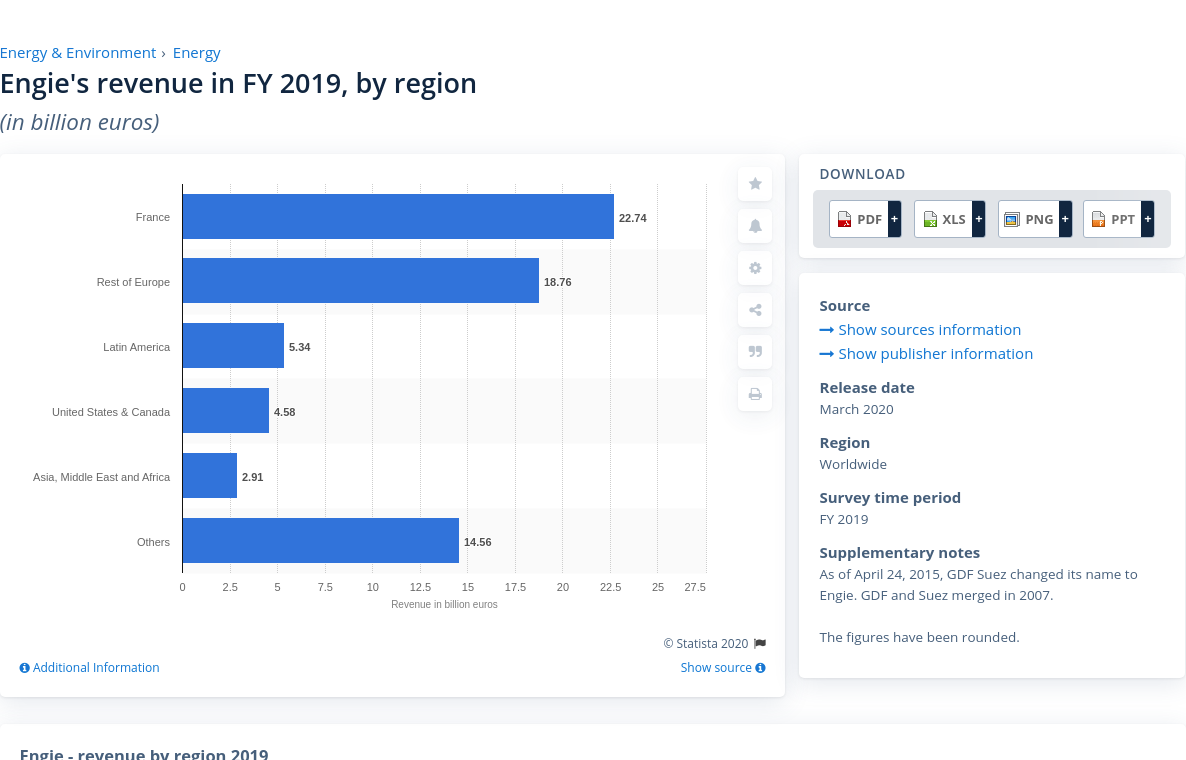 Energy & Environment › Energy
Engie's revenue in FY 2019, by region
(in billion euros)
France 22.74
Rest of Europe 18.76
Latin America 5.34
United States & Canada 4.58
Asia, Middle East and Africa 2.91
Others 14.56
0 2.5 5 7.5 10 12.5 15 17.5 20 22.5 25 27.5
Revenue in billion euros
© Statista 2020
Additional Information
Show source
DOWNLOAD
PDF + XLS + PNG + PPT +
Source
Show sources information
Show publisher information
Release date
March 2020
Region
Worldwide
Survey time period
FY 2019
Supplementary notes
As of April 24, 2015, GDF Suez changed its name to
Engie. GDF and Suez merged in 2007.
The figures have been rounded.
Engie - revenue by region 2019